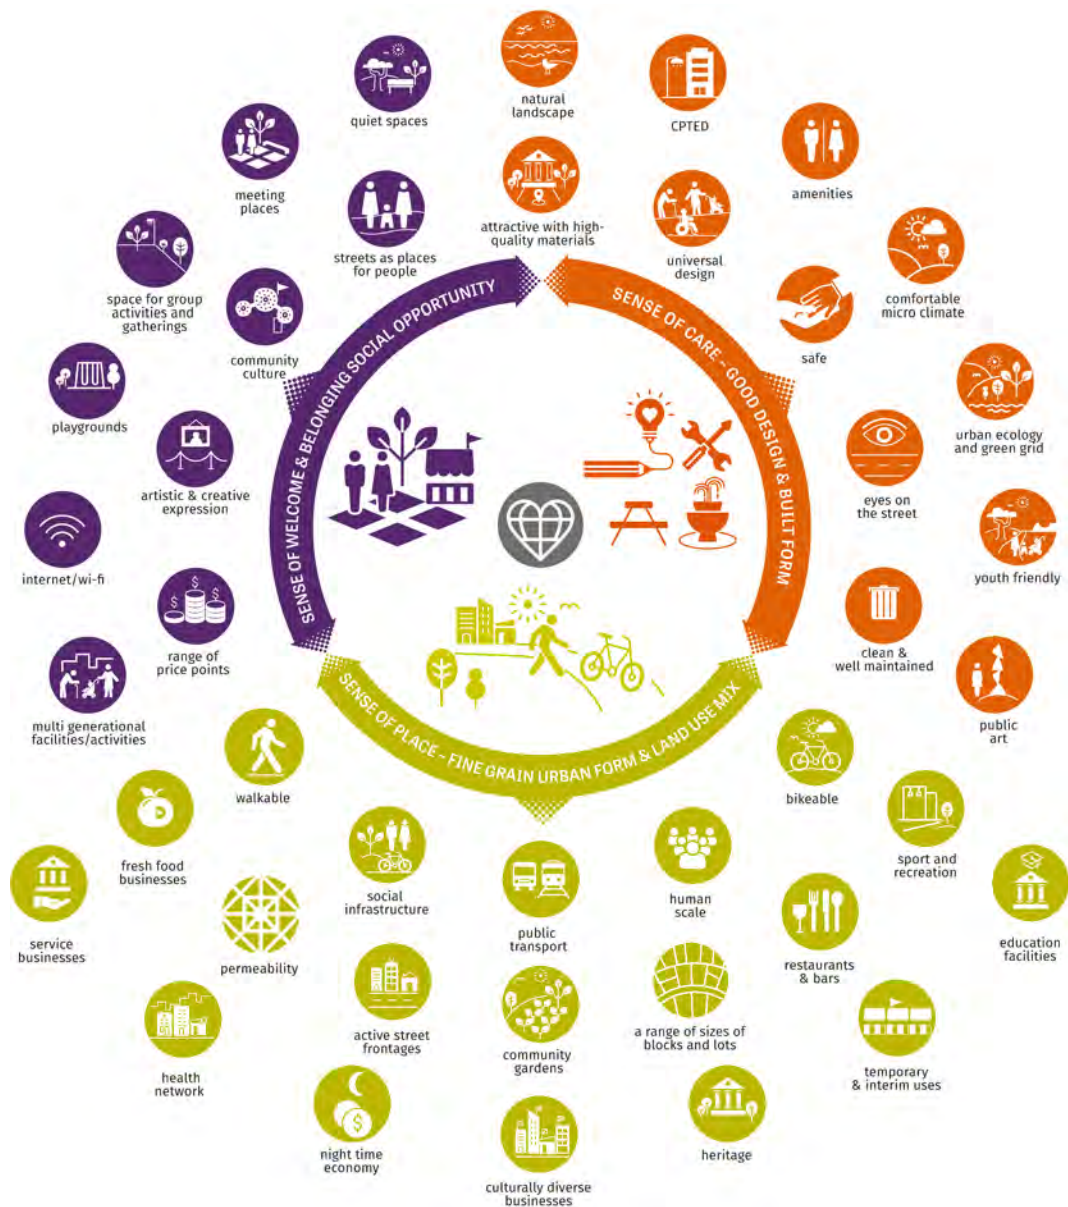 natural
landscape
CPTED
quiet spaces
amenities
meeting
places
attractive with high-
quality materials
universal
design
streets as places
for people
comfortable
micro climate
space for group
activities and
gatherings
community
culture
safe
SENSE OF WELCOME & BELONGING SOCIAL OPPORTUNITY
SENSE OF CARE - GOOD DESIGN & BUILT FORM
playgrounds
urban ecology
and green grid
artistic & creative
expression
eyes on
the street
internet/wi-fi
youth friendly
range of
price points
clean &
well maintained
multi generational
facilities/activities
public
art
SENSE OF PLACE - FINE GRAIN URBAN FORM & LAND USE MIX
walkable
bikeable
fresh food
businesses
social
infrastructure
human
scale
sport and
recreation
service
businesses
permeability
public
transport
restaurants
& bars
education
facilities
active street
frontages
a range of sizes of
blocks and lots
community
gardens
health
network
temporary
& interim uses
night time
economy
heritage
culturally diverse
businesses
$
$
$
$